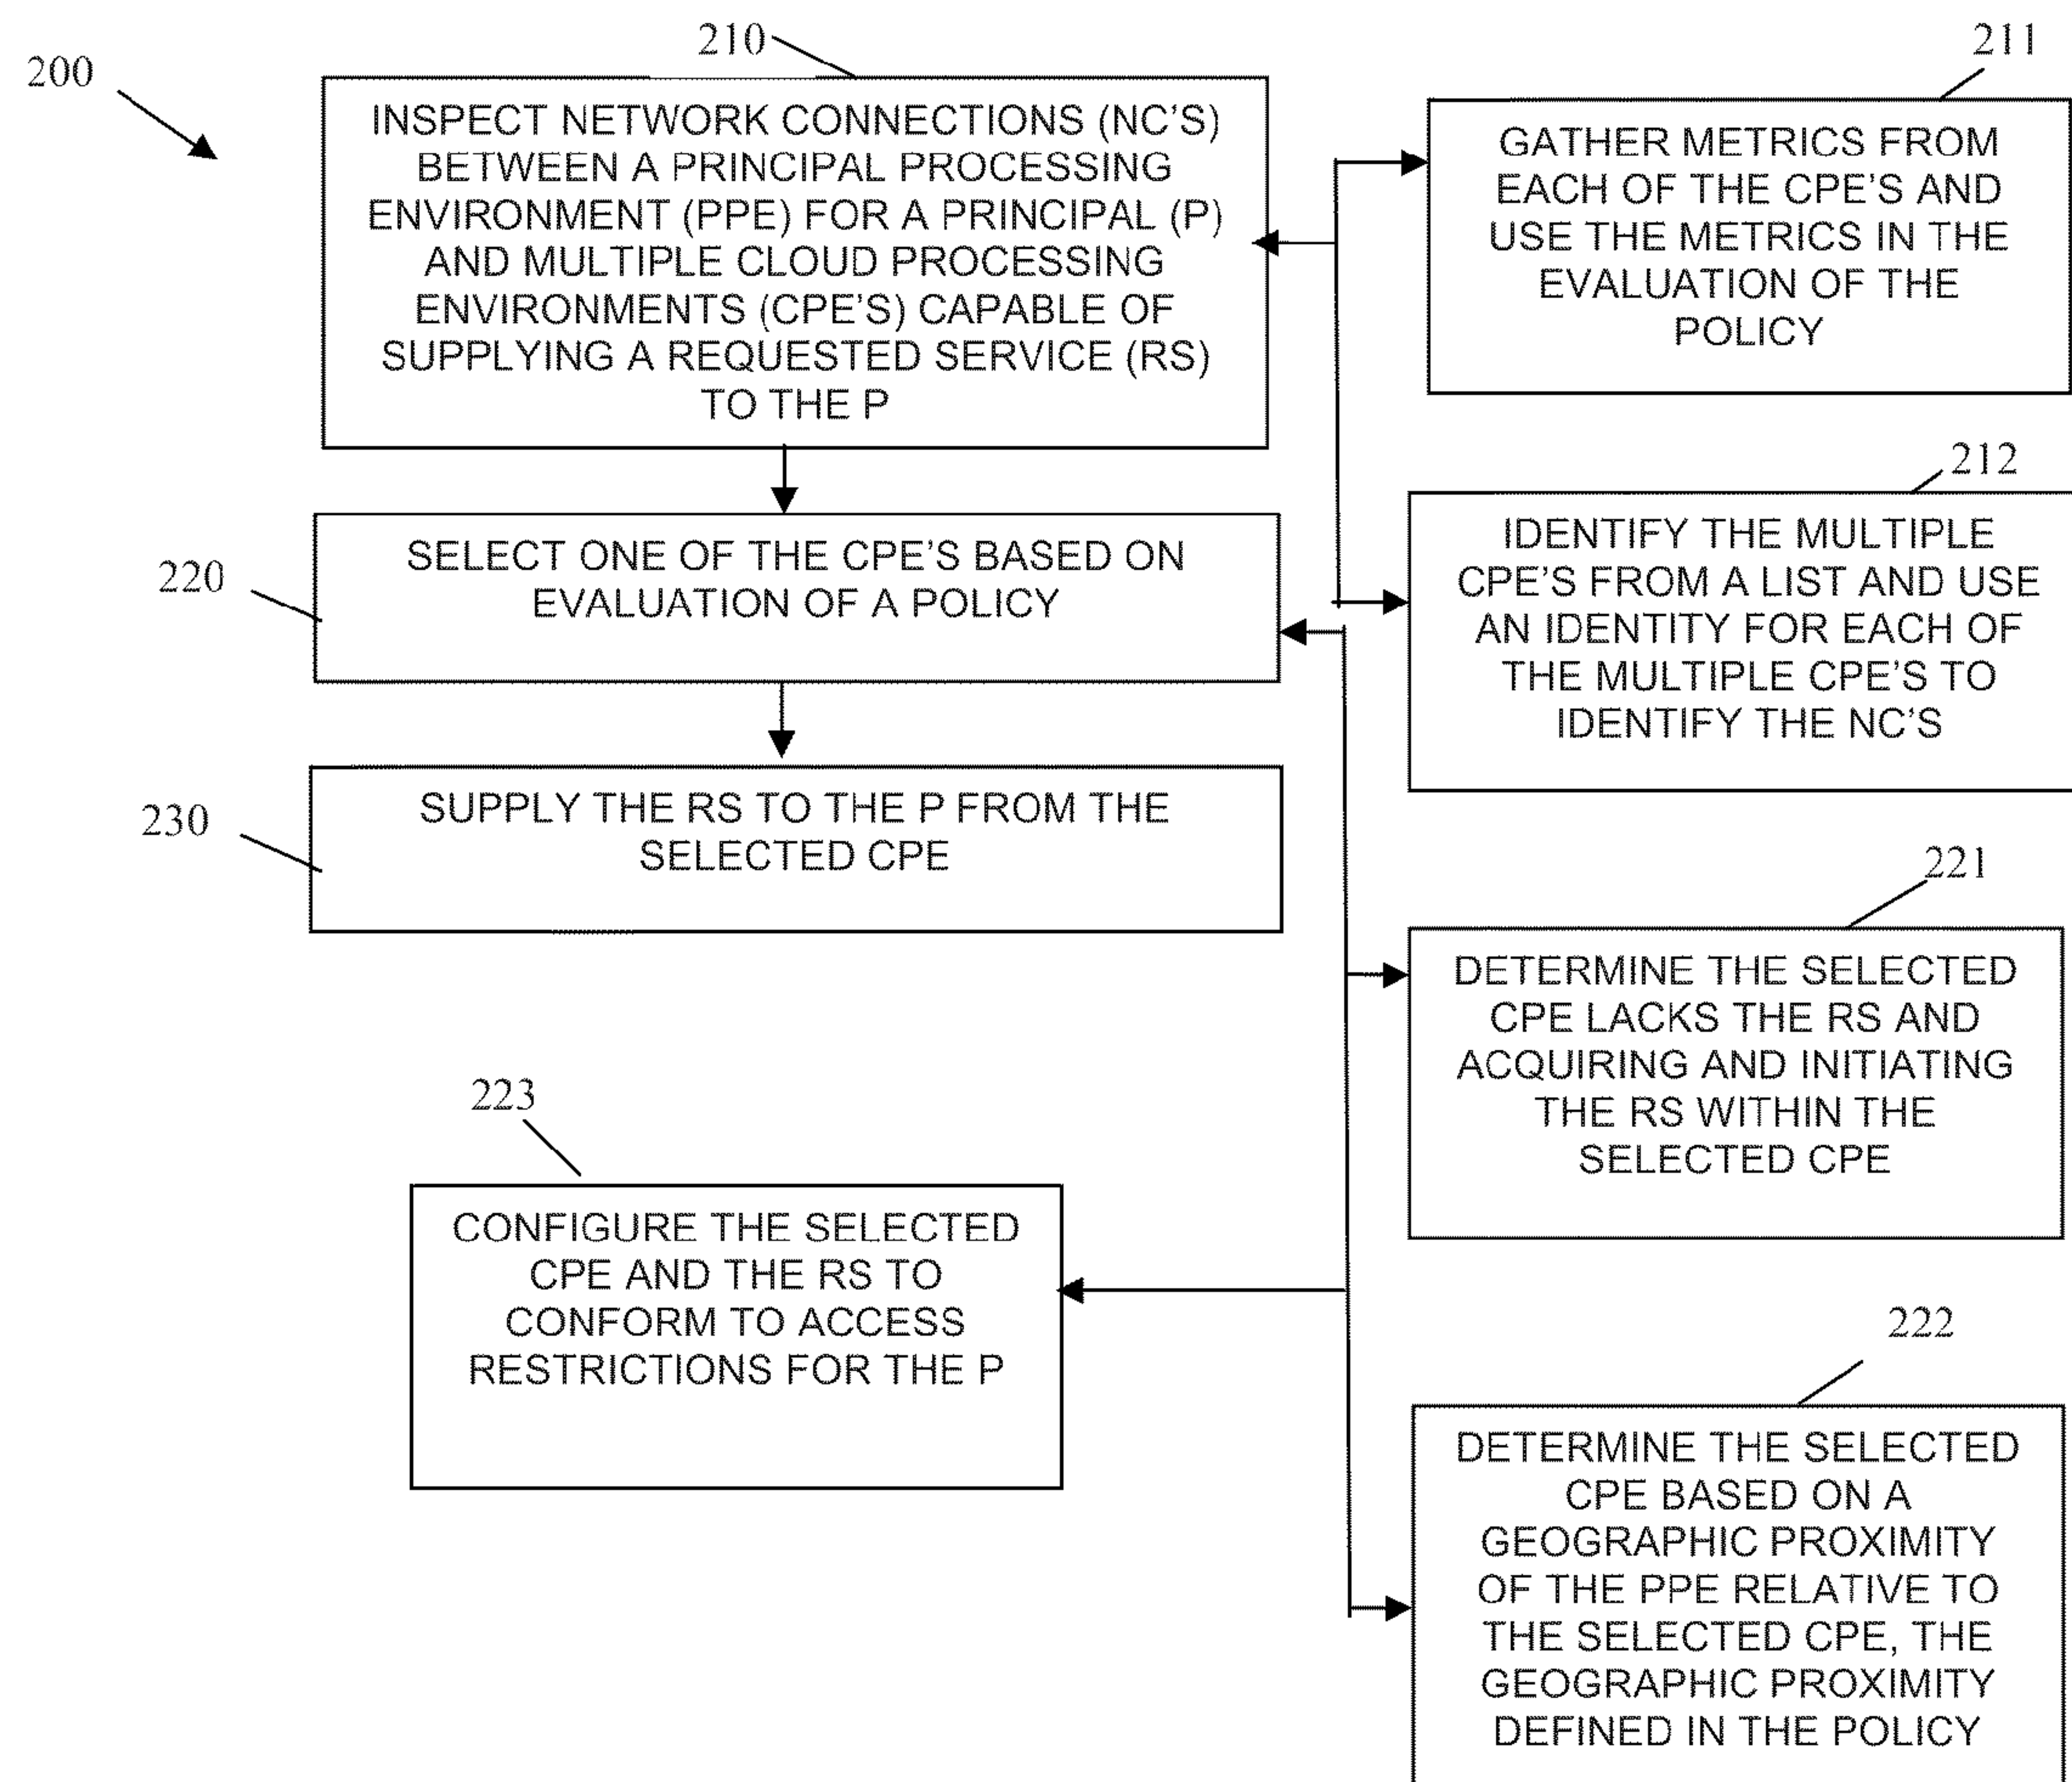 200
210
INSPECT NETWORK CONNECTIONS (NC'S)
BETWEEN A PRINCIPAL PROCESSING
ENVIRONMENT (PPE) FOR A PRINCIPAL (P)
AND MULTIPLE CLOUD PROCESSING
ENVIRONMENTS (CPE'S) CAPABLE OF
SUPPLYING A REQUESTED SERVICE (RS)
TO THE P
211
GATHER METRICS FROM
EACH OF THE CPE'S AND
USE THE METRICS IN THE
EVALUATION OF THE
POLICY
212
IDENTIFY THE MULTIPLE
CPE'S FROM A LIST AND USE
AN IDENTITY FOR EACH OF
THE MULTIPLE CPE'S TO
IDENTIFY THE NC'S
220
SELECT ONE OF THE CPE'S BASED ON
EVALUATION OF A POLICY
230
SUPPLY THE RS TO THE P FROM THE
SELECTED CPE
221
DETERMINE THE SELECTED
CPE LACKS THE RS AND
ACQUIRING AND INITIATING
THE RS WITHIN THE
SELECTED CPE
223
CONFIGURE THE SELECTED
CPE AND THE RS TO
CONFORM TO ACCESS
RESTRICTIONS FOR THE P
222
DETERMINE THE SELECTED
CPE BASED ON A
GEOGRAPHIC PROXIMITY
OF THE PPE RELATIVE TO
THE SELECTED CPE, THE
GEOGRAPHIC PROXIMITY
DEFINED IN THE POLICY